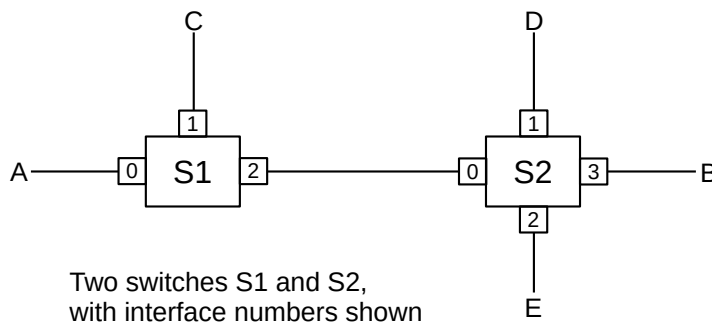 C
D
1
1
A
0
S1
2
0
S2
3
B
2
E
Two switches S1 and S2,
with interface numbers shown